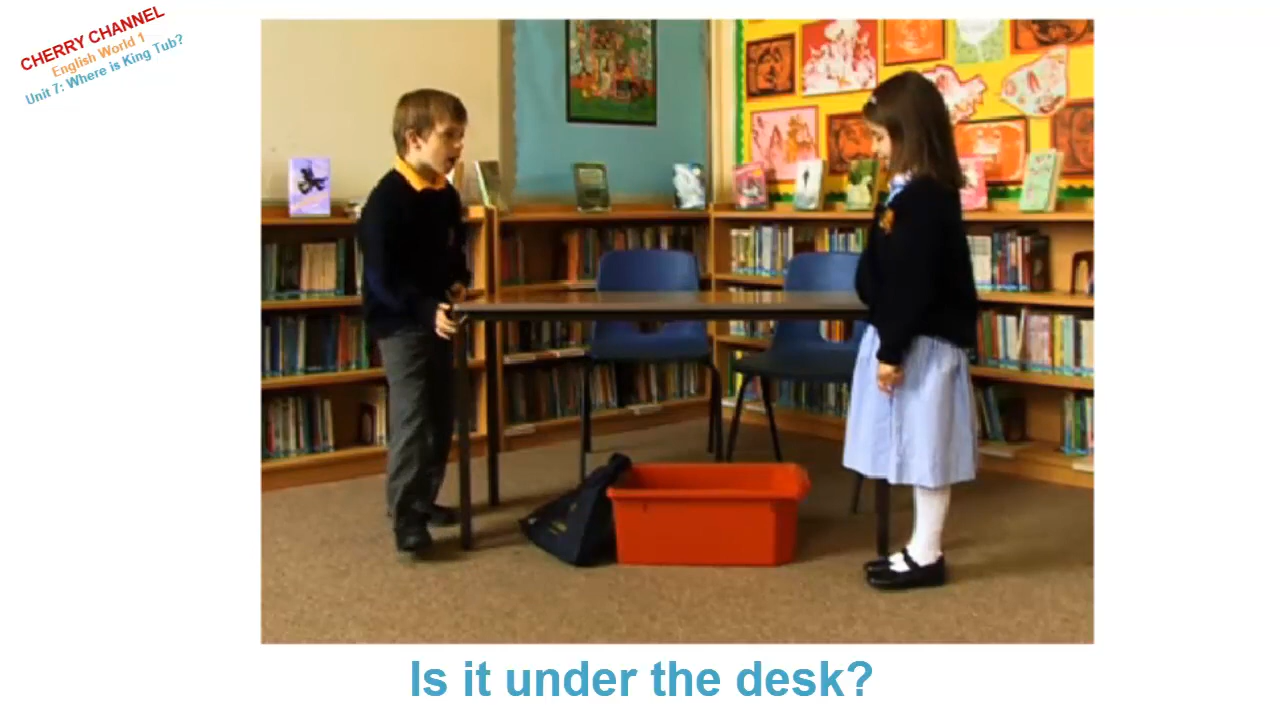 CHERRY CHANNEL
English World 1
Unit 7: Where is King Tub?
Is it under the desk?